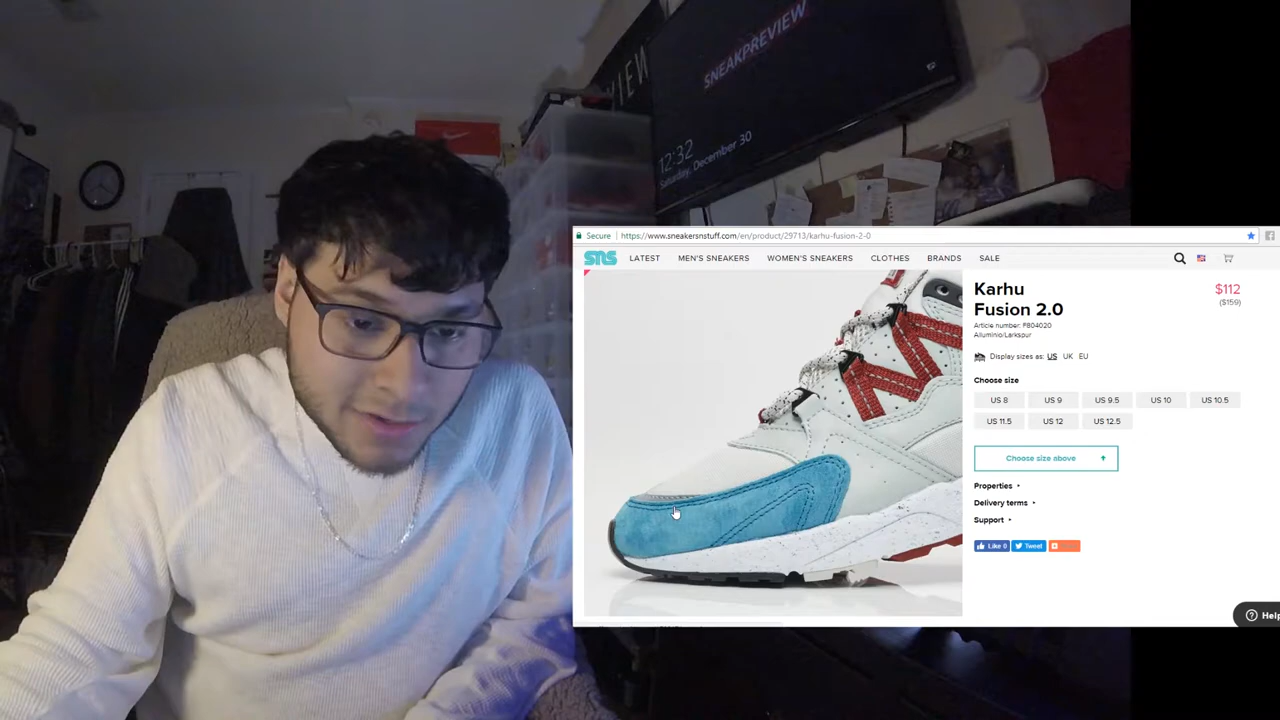 VIEW
SNEAKPREVIEW
12:32
Saturday, December 30
Secure
https://www.sneakersnstuff.com/en/product/29713/karhu-fusion-2-0
sns
LATEST
MEN'S SNEAKERS
WOMEN'S SNEAKERS
CLOTHES
BRANDS
SALE
Karhu
Fusion 2.0
$112
($159)
Article number: F804020
Alluminio/Larkspur
Display sizes as: US UK EU
Choose size
US 8
US 9
US 9.5
US 10
US 10.5
US 11.5
US 12
US 12.5
Choose size above
Properties
Delivery terms
Support
Like 0
Tweet
Help